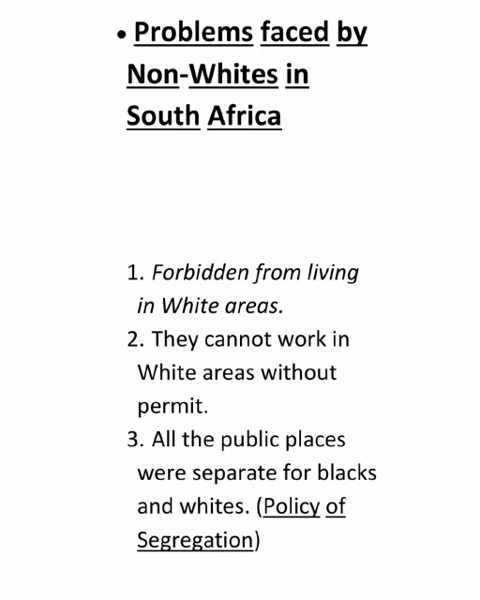 • Problems faced by
Non-Whites in
South Africa
1. Forbidden from living
in White areas.
2. They cannot work in
White areas without
permit.
3. All the public places
were separate for blacks
and whites. (Policy of
Segregation)